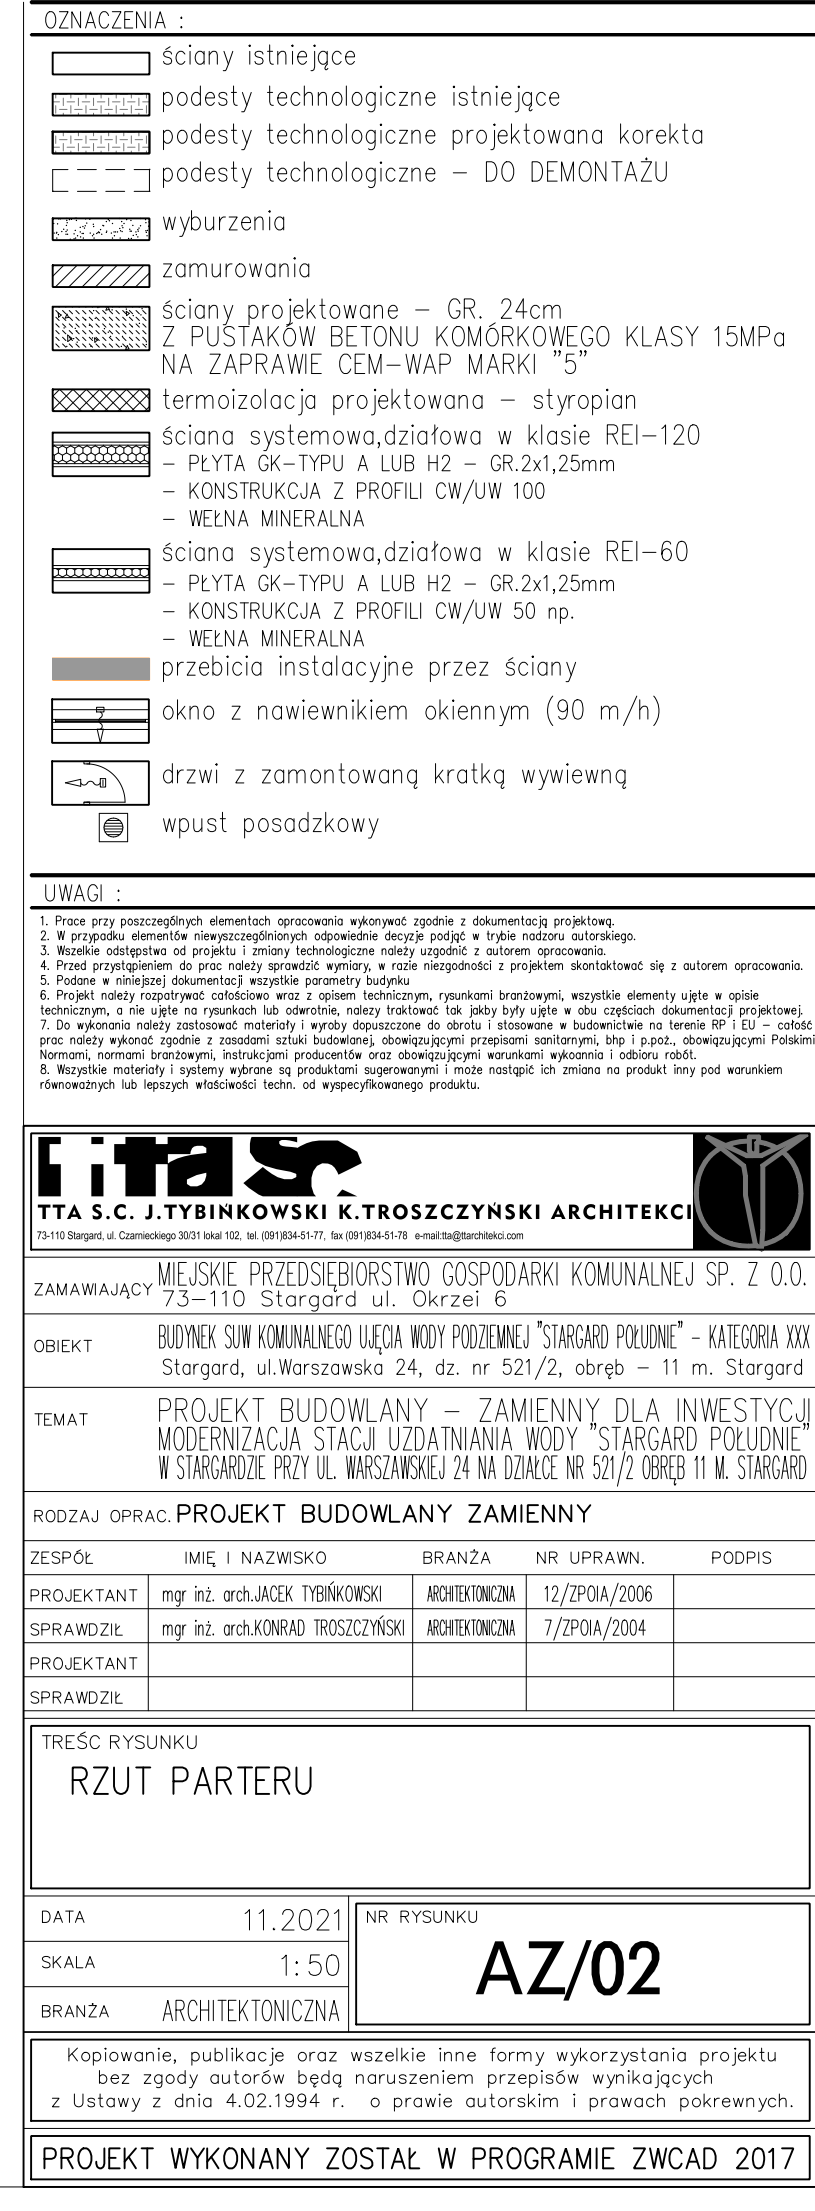 OZNACZENIA :
ściany istniejące
podesty technologiczne istniejące
podesty technologiczne projektowana korekta
podesty technologiczne – DO DEMONTAŻU
wyburzenia
zamurowania
ściany projektowane – GR. 24cm
Z PUSTAKÓW BETONU KOMÓRKOWEGO KLASY 15MPa
NA ZAPRAWIE CEM-WAP MARKI "5"
termoizolacja projektowana – styropian
ściana systemowa,działowa w klasie REI-120
– PŁYTA GK-TYPU A LUB H2 – GR.2x1,25mm
– KONSTRUKCJA Z PROFILI CW/UW 100
– WEŁNA MINERALNA
ściana systemowa,działowa w klasie REI-60
– PŁYTA GK-TYPU A LUB H2 – GR.2x1,25mm
– KONSTRUKCJA Z PROFILI CW/UW 50 np.
– WEŁNA MINERALNA
przebicia instalacyjne przez ściany
okno z nawiewnikiem okiennym (90 m/h)
drzwi z zamontowaną kratką wywiewną
wpust posadzkowy
UWAGI :
1. Prace przy poszczególnych elementach opracowania wykonywać zgodnie z dokumentacją projektową.
2. W przypadku elementów niewyszczególnionych odpowiednie decyzje podjąć w trybie nadzoru autorskiego.
3. Wszelkie odstępstwa od projektu i zmiany technologiczne należy uzgodnić z autorem opracowania.
4. Przed przystąpieniem do prac należy sprawdzić wymiary, w razie niezgodności z projektem skontaktować się z autorem opracowania.
5. Podane w niniejszej dokumentacji wszystkie parametry budynku
6. Projekt należy rozpatrywać całościowo wraz z opisem technicznym, rysunkami branżowymi, wszystkie elementy ujęte w opisie
technicznym, a nie ujęte na rysunkach lub odwrotnie, nalezy traktować tak jakby były ujęte w obu częściach dokumentacji projektowej.
7. Do wykonania należy zastosować materiały i wyroby dopuszczone do obrotu i stosowane w budownictwie na terenie RP i EU – całość
prac należy wykonać zgodnie z zasadami sztuki budowlanej, obowiązującymi przepisami sanitarnymi, bhp i p.poż., obowiązującymi Polskimi
Normami, normami branżowymi, instrukcjami producentów oraz obowiązującymi warunkami wykoannia i odbioru robót.
8. Wszystkie materiały i systemy wybrane są produktami sugerowanymi i może nastąpić ich zmiana na produkt inny pod warunkiem
równoważnych lub lepszych właściwości techn. od wyspecyfikowanego produktu.
tta sc
TTA S.C. J.TYBIŃKOWSKI K.TROSZCZYŃSKI ARCHITEKCI
73-110 Stargard, ul. Czarnieckiego 30/31 lokal 102, tel. (091)834-51-77, fax (091)834-51-78 e-mail:tta@ttarchitekci.com
ZAMAWIAJĄCY MIEJSKIE PRZEDSIĘBIORSTWO GOSPODARKI KOMUNALNEJ SP. Z O.O.
73–110 Stargard ul. Okrzei 6
OBIEKT BUDYNEK SUW KOMUNALNEGO UJĘCIA WODY PODZIEMNEJ "STARGARD POŁUDNIE" – KATEGORIA XXX
Stargard, ul.Warszawska 24, dz. nr 521/2, obręb – 11 m. Stargard
TEMAT PROJEKT BUDOWLANY – ZAMIENNY DLA INWESTYCJI
MODERNIZACJA STACJI UZDATNIANIA WODY "STARGARD POŁUDNIE"
W STARGARDZIE PRZY UL. WARSZAWSKIEJ 24 NA DZIAŁCE NR 521/2 OBRĘB 11 M. STARGARD
RODZAJ OPRAC. PROJEKT BUDOWLANY ZAMIENNY
ZESPÓŁ IMIĘ I NAZWISKO BRANŻA NR UPRAWN. PODPIS
PROJEKTANT mgr inż. arch.JACEK TYBIŃKOWSKI ARCHITEKTONICZNA 12/ZPOIA/2006
SPRAWDZIŁ mgr inż. arch.KONRAD TROSZCZYŃSKI ARCHITEKTONICZNA 7/ZPOIA/2004
PROJEKTANT
SPRAWDZIŁ
TREŚC RYSUNKU
RZUT PARTERU
DATA 11.2021
SKALA 1:50
BRANŻA ARCHITEKTONICZNA
NR RYSUNKU
AZ/02
Kopiowanie, publikacje oraz wszelkie inne formy wykorzystania projektu
bez zgody autorów będą naruszeniem przepisów wynikających
z Ustawy z dnia 4.02.1994 r. o prawie autorskim i prawach pokrewnych.
PROJEKT WYKONANY ZOSTAŁ W PROGRAMIE ZWCAD 2017